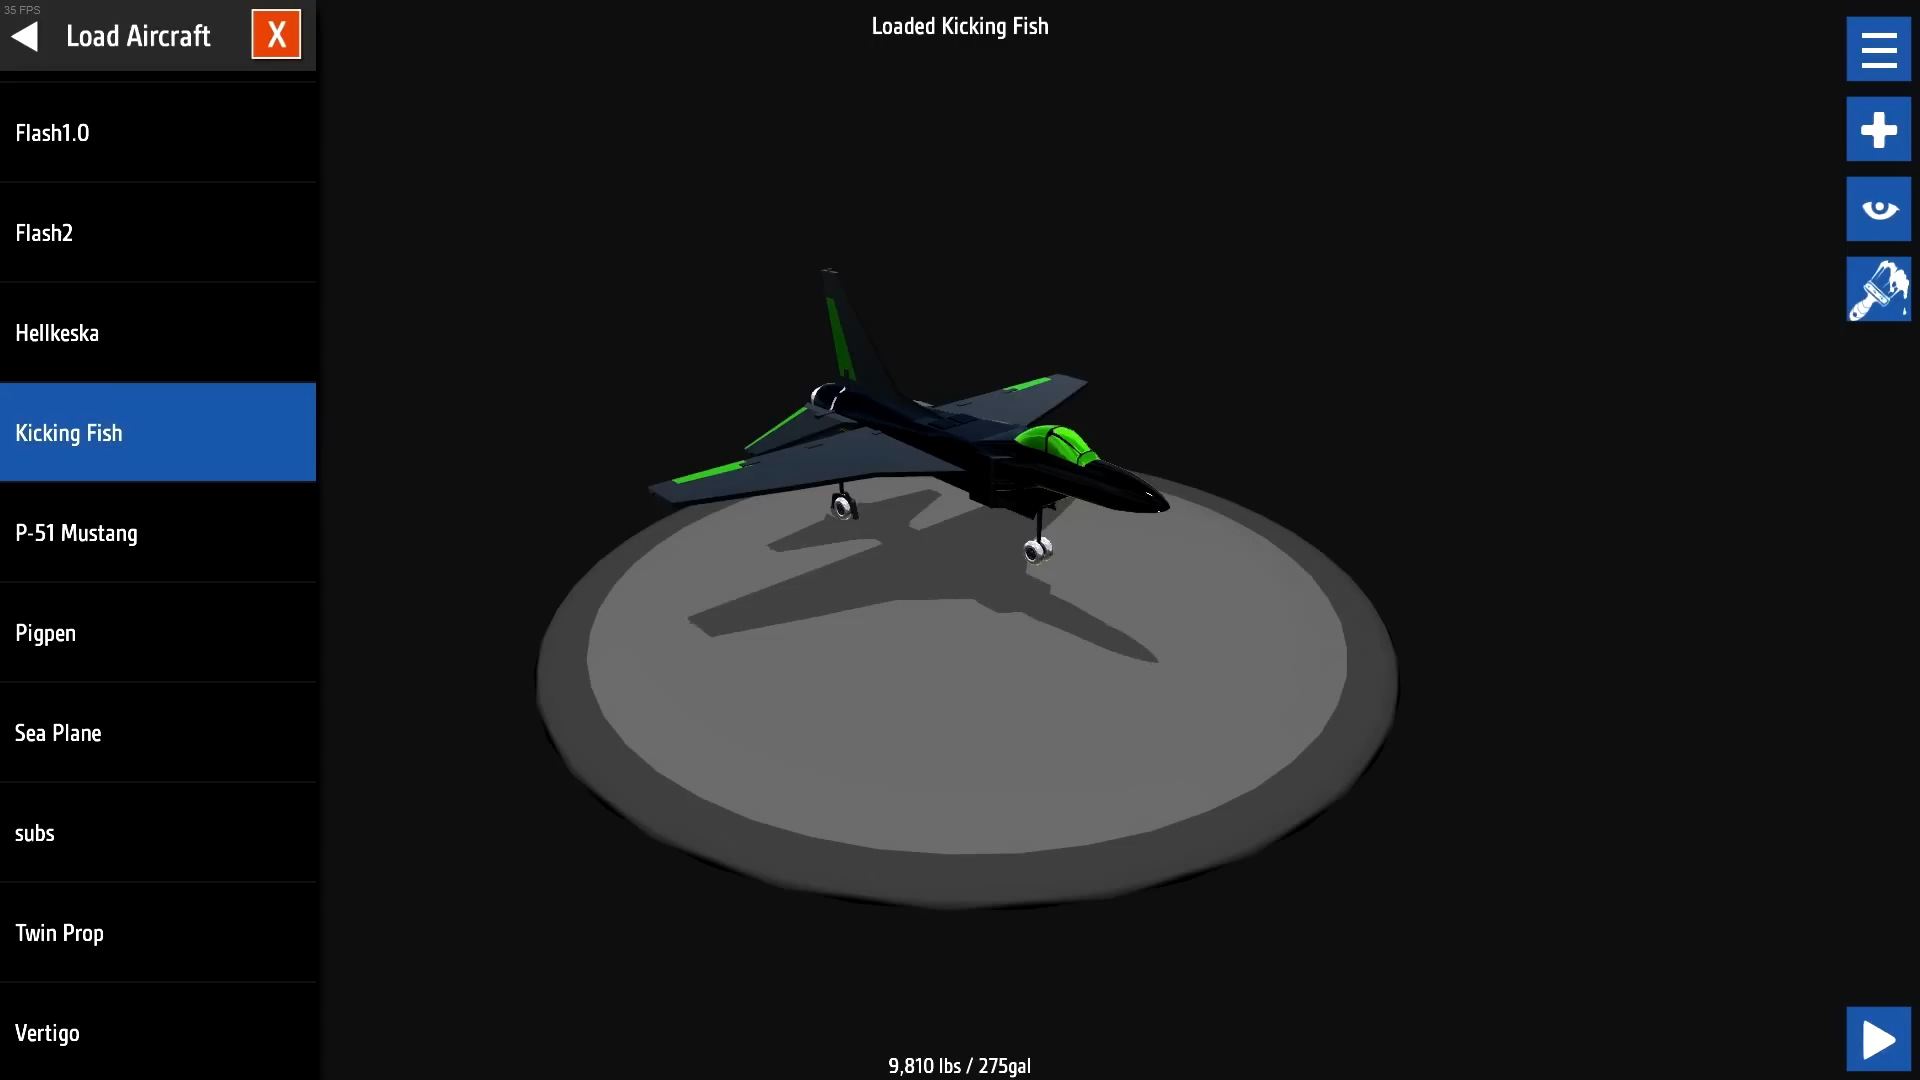 35 FPS
Load Aircraft
X
Loaded Kicking Fish
Flash1.0
Flash2
Hellkeska
Kicking Fish
P-51 Mustang
Pigpen
Sea Plane
subs
Twin Prop
Vertigo
9,810 lbs / 275gal